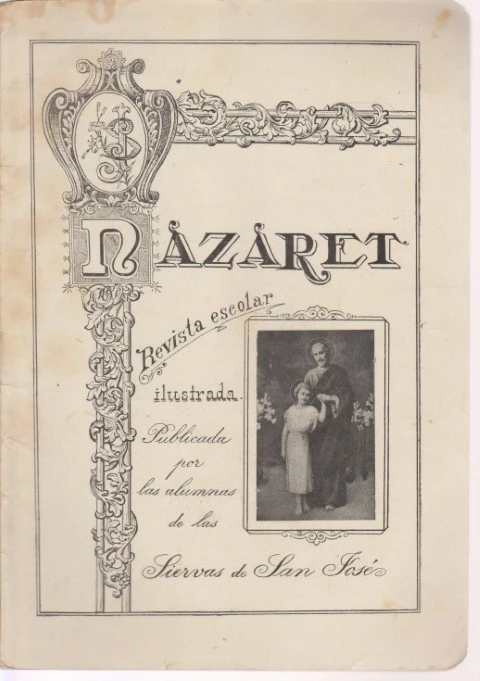 NAZARET
Revista escolar
ilustrada.
Publicada
por
las alumnas
de las
Siervas de San José